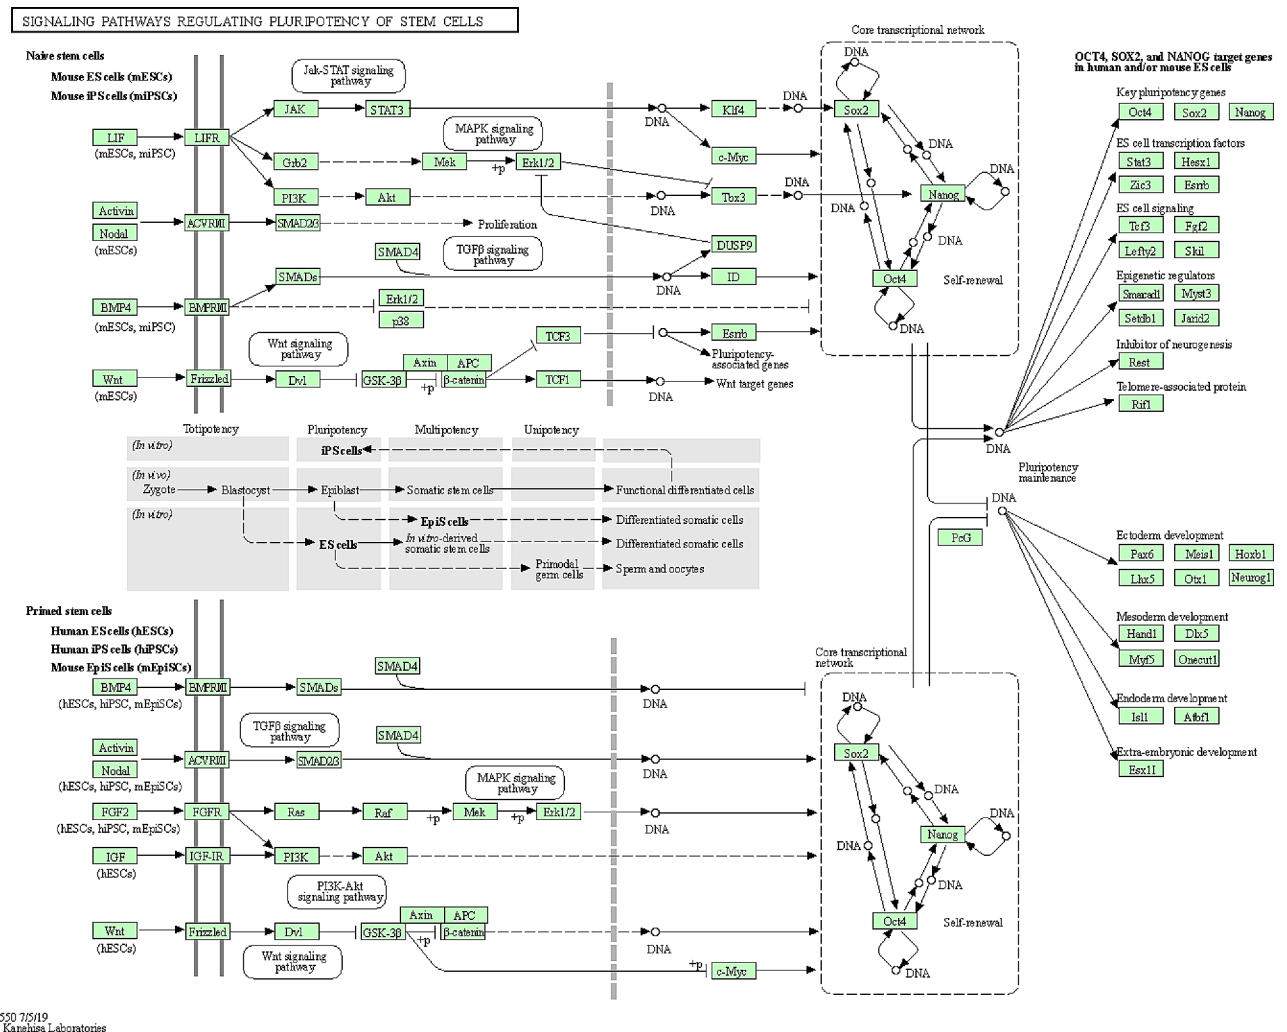 SIGNALING PATHWAYS REGULATING PLURIPOTENCY OF STEM CELLS
Naive stem cells
Mouse ES cells (mESCs)
Mouse iPS cells (miPSCs)
Jak-STAT signaling
pathway
Core transcriptional network
OCT4, SOX2, and NANOG target genes
in human and/or mouse ES cells
JAK
STAT3
DNA
Klf4
DNA
LIF
(mESCs, miPSC)
LIFR
MAPK signaling
pathway
Grb2
Mek
+p
Erk1/2
c-Myc
PI3K
Akt
DNA
Tbx3
DNA
Activin
Nodal
(mESCs)
ACVRI/II
SMAD2/3
Proliferation
SMAD4
TGFβ signaling
pathway
DUSP9
SMADs
DNA
ID
BMP4
(mESCs, miPSC)
BMPRI/II
Erk1/2
p38
Wnt signaling
pathway
TCF3
Esrrb
Pluripotency-
associated genes
Wnt
(mESCs)
Frizzled
Dvl
GSK-3β
Axin
APC
+p
β-catenin
TCF1
DNA
Wnt target genes
DNA
Sox2
DNA
DNA
Nanog
DNA
DNA
Oct4
Self-renewal
DNA
Key pluripotency genes
Oct4 Sox2 Nanog
ES cell transcription factors
Stat3 Hesx1
Zic3 Esrrb
ES cell signaling
Tcf3 Fgf2
Lefty2 Skil
Epigenetic regulators
Smarcad1 Myst3
Setdb1 Jarid2
Inhibitor of neurogenesis
Rest
Telomere-associated protein
Rif1
DNA
Pluripotency
maintenance
DNA
PcG
Totipotency Pluripotency Multipotency Unipotency
(In vitro)
iPS cells
(In vivo)
Zygote Blastocyst Epiblast Somatic stem cells Functional differentiated cells
(In vitro)
EpiS cells Differentiated somatic cells
ES cells In vitro-derived
somatic stem cells Differentiated somatic cells
Primodal
germ cells Sperm and oocytes
Ectoderm development
Pax6 Meis1 Hoxb1
Lhx5 Otx1 Neurog1
Mesoderm development
Hand1 Dlx5
Myf5 Onecut1
Endoderm development
Isl1 Atbf1
Extra-embryonic development
Esx1l
Primed stem cells
Human ES cells (hESCs)
Human iPS cells (hiPSCs)
Mouse EpiS cells (mEpiSCs)
BMP4
(hESCs, hiPSC, mEpiSCs)
BMPRI/II
SMADs
SMAD4
DNA
TGFβ signaling
pathway
Activin
Nodal
(hESCs, hiPSC, mEpiSCs)
ACVRI/II
SMAD2/3
SMAD4
DNA
MAPK signaling
pathway
FGF2
(hESCs, hiPSC, mEpiSCs)
FGFR
Ras
Raf
+p
Mek
+p
Erk1/2
DNA
IGF
(hESCs)
IGF-IR
PI3K
Akt
PI3K-Akt
signaling pathway
Wnt
(hESCs)
Frizzled
Dvl
GSK-3β
Axin
APC
+p
β-catenin
DNA
Wnt signaling
pathway
+p
c-Myc
Core transcriptional
network
DNA
Sox2
DNA
DNA
Nanog
DNA
DNA
Oct4
Self-renewal
DNA
550 7/5/19
Kanehisa Laboratories